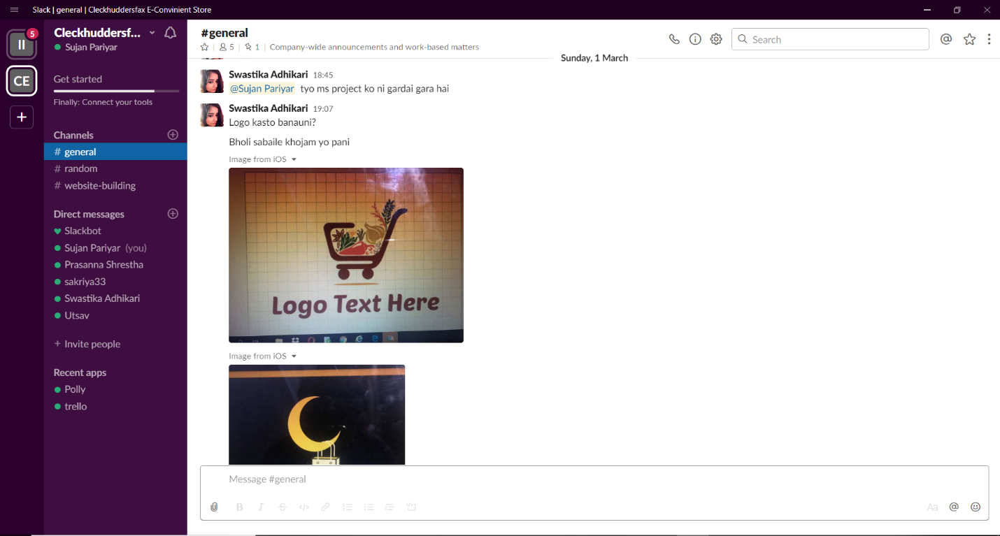 Slack | general | Cleckhuddersfax E-Convinient Store
5
II
CE
+
Cleckhuddersf...
Sujan Pariyar
Get started
Finally: Connect your tools
Channels
# general
# random
# website-building
Direct messages
Slackbot
Sujan Pariyar (you)
Prasanna Shrestha
sakriya33
Swastika Adhikari
Utsav
+ Invite people
Recent apps
Polly
trello
#general
5 | 1 | Company-wide announcements and work-based matters
Search
Sunday, 1 March
Swastika Adhikari 18:45
@Sujan Pariyar tyo ms project ko ni gardai gara hai
Swastika Adhikari 19:07
Logo kasto banauni?
Bholi sabaile khojam yo pani
Image from iOS
Logo Text Here
Image from iOS
Message #general
B I S </> Aa @